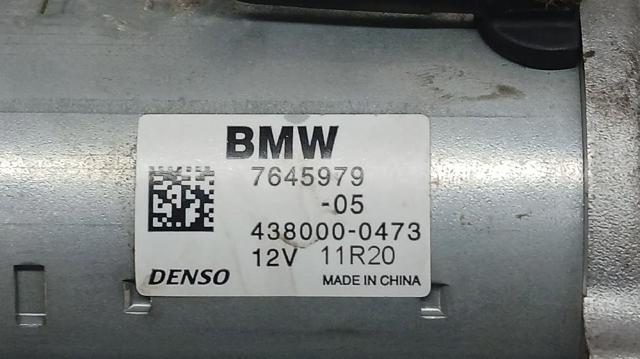 BMW
7645979
-05
438000-0473
12V 11R20
DENSO MADE IN CHINA